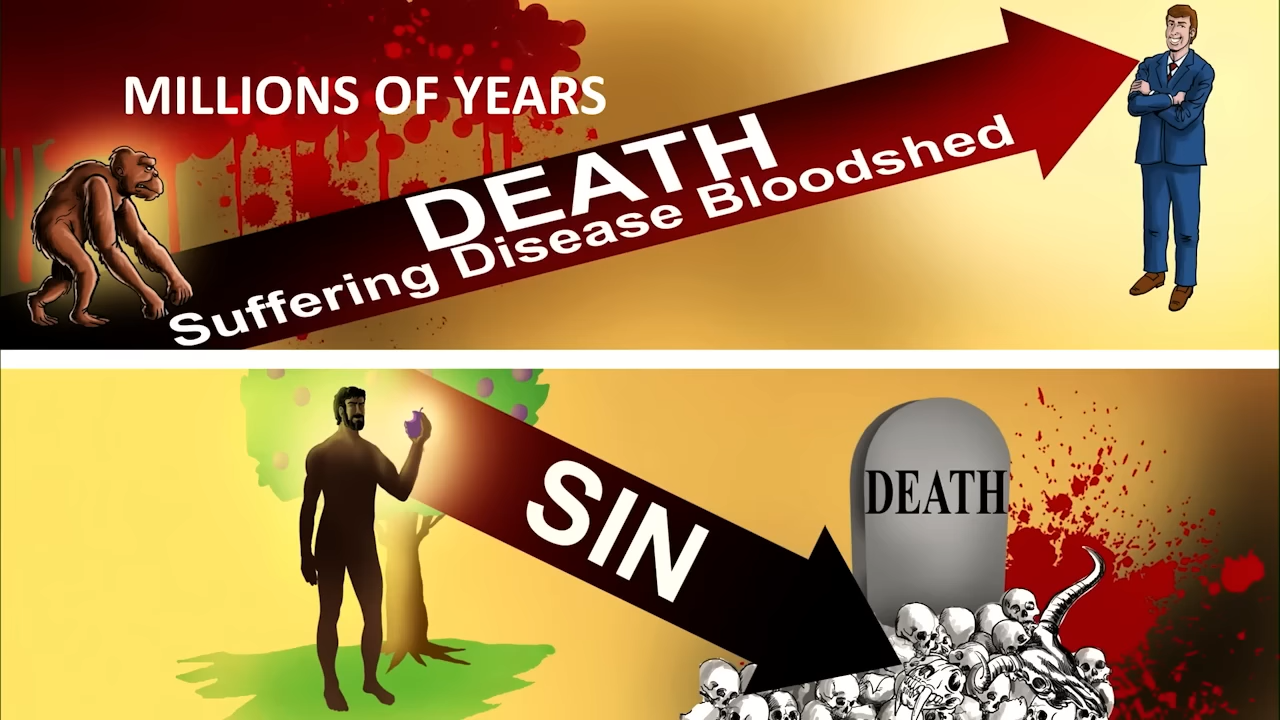 MILLIONS OF YEARS
DEATH
Suffering Disease Bloodshed
SIN
DEATH